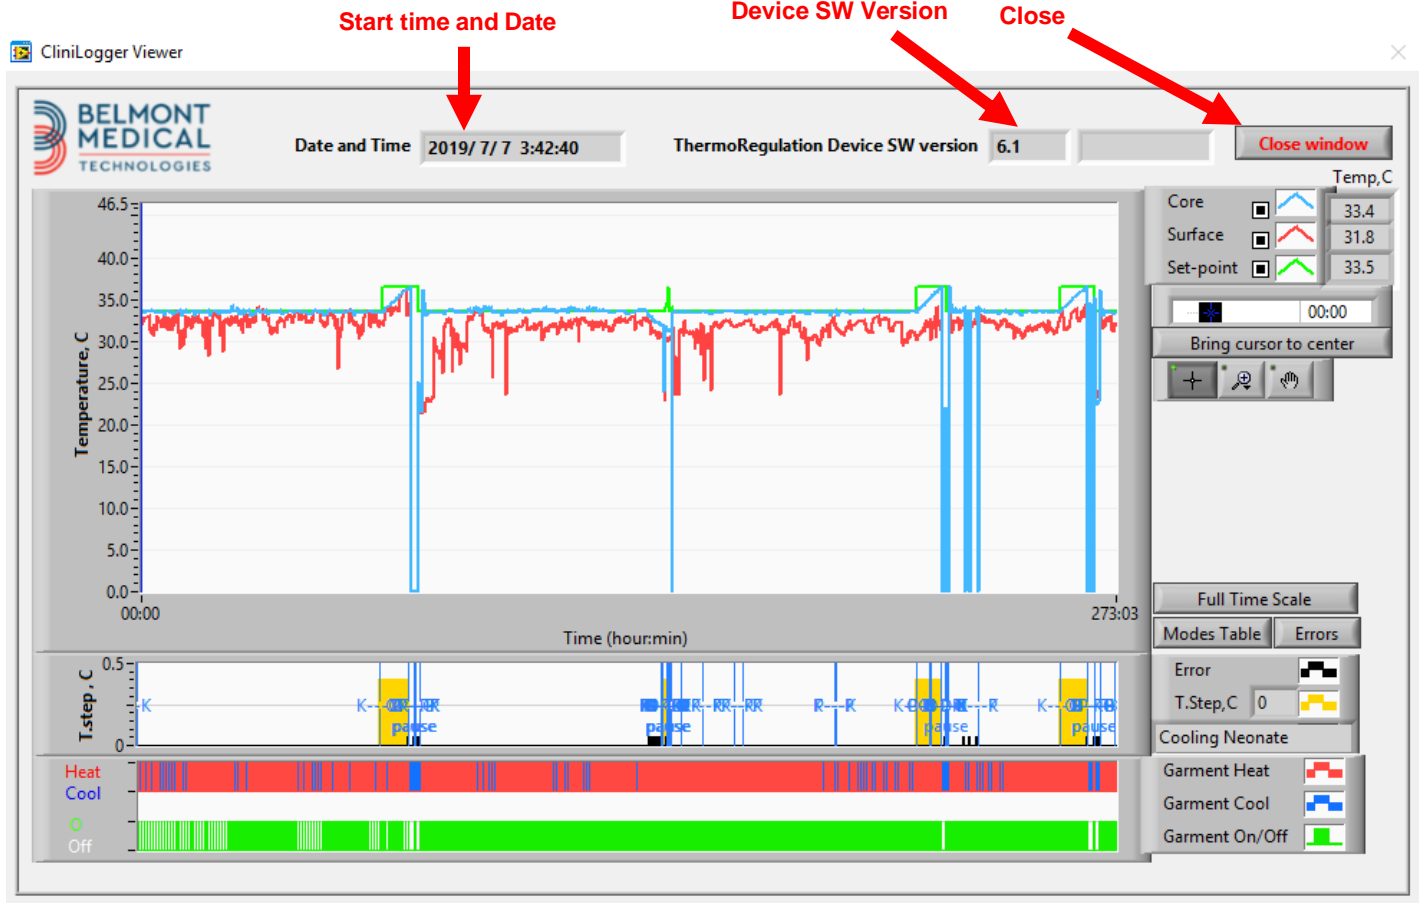 Start time and Date
Device SW Version
Close
CliniLogger Viewer
BELMONT
MEDICAL
TECHNOLOGIES
Date and Time
2019/ 7/ 7 3:42:40
ThermoRegulation Device SW version
6.1
Close window
Temp,C
Core
33.4
Surface
31.8
Set-point
33.5
00:00
Bring cursor to center
Temperature, C
46.5
40.0
35.0
30.0
25.0
20.0
15.0
10.0
5.0
0.0
00:00
273:03
Time (hour:min)
Full Time Scale
Modes Table
Errors
T.step , C
0.5
0
K
K
pause
pause
pause
pause
Error
T.Step,C
0
Cooling Neonate
Heat
Cool
O
Off
Garment Heat
Garment Cool
Garment On/Off